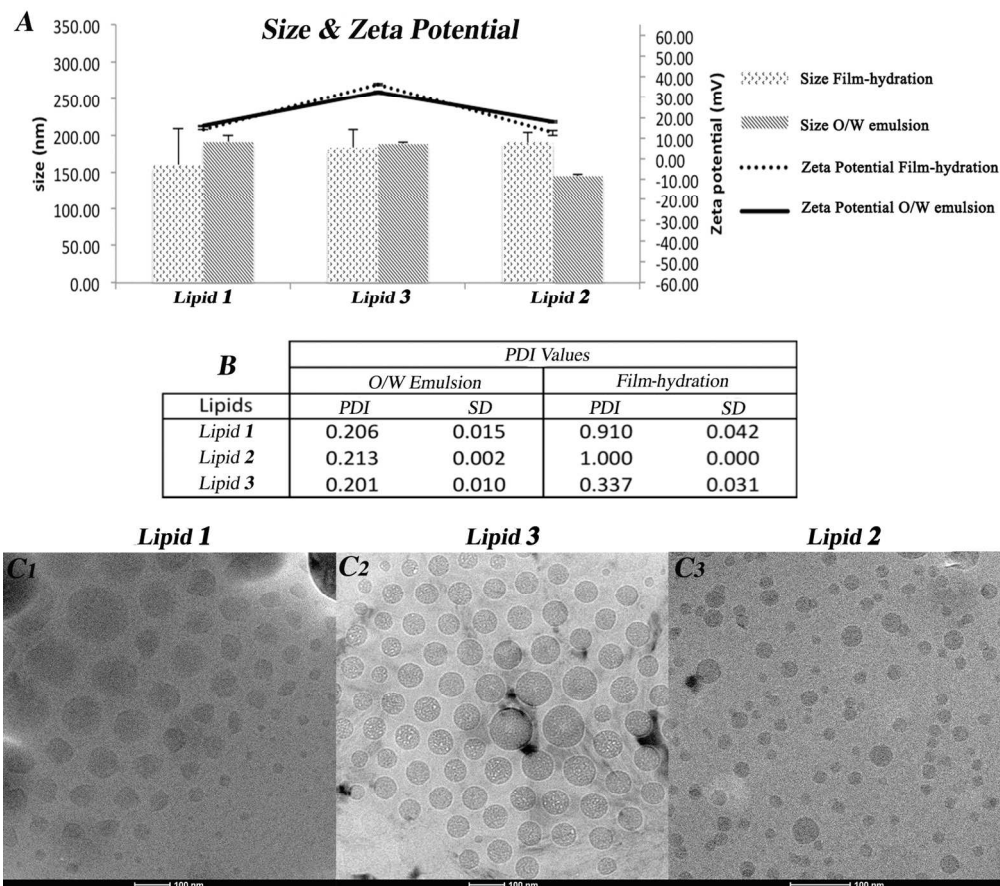 A
Size & Zeta Potential
350.00
300.00
250.00
200.00
150.00
100.00
50.00
0.00
size (nm)
60.00
50.00
40.00
30.00
20.00
10.00
0.00
-10.00
-20.00
-30.00
-40.00
-50.00
-60.00
Zeta potential (mV)
Lipid 1 Lipid 3 Lipid 2
Size Film-hydration
Size O/W emulsion
Zeta Potential Film-hydration
Zeta Potential O/W emulsion
B
PDI Values
O/W Emulsion Film-hydration
Lipids PDI SD PDI SD
Lipid 1 0.206 0.015 0.910 0.042
Lipid 2 0.213 0.002 1.000 0.000
Lipid 3 0.201 0.010 0.337 0.031
Lipid 1 Lipid 3 Lipid 2
C1 C2 C3
100 nm 100 nm 100 nm